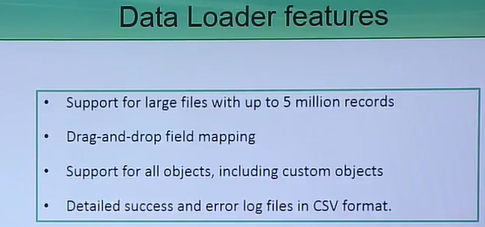 Data Loader features
• Support for large files with up to 5 million records
• Drag-and-drop field mapping
• Support for all objects, including custom objects
• Detailed success and error log files in CSV format.